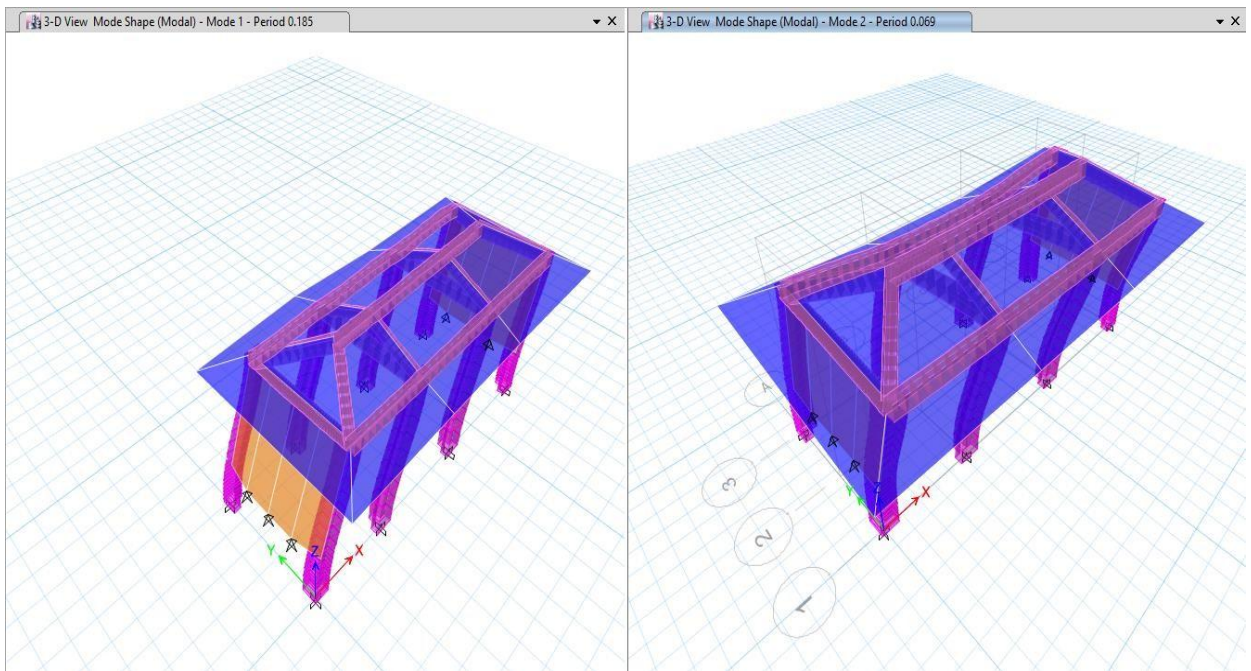 3-D View Mode Shape (Modal) - Mode 1 - Period 0.185
3-D View Mode Shape (Modal) - Mode 2 - Period 0.069
Y Z X
4
3
2
1
Y Z X